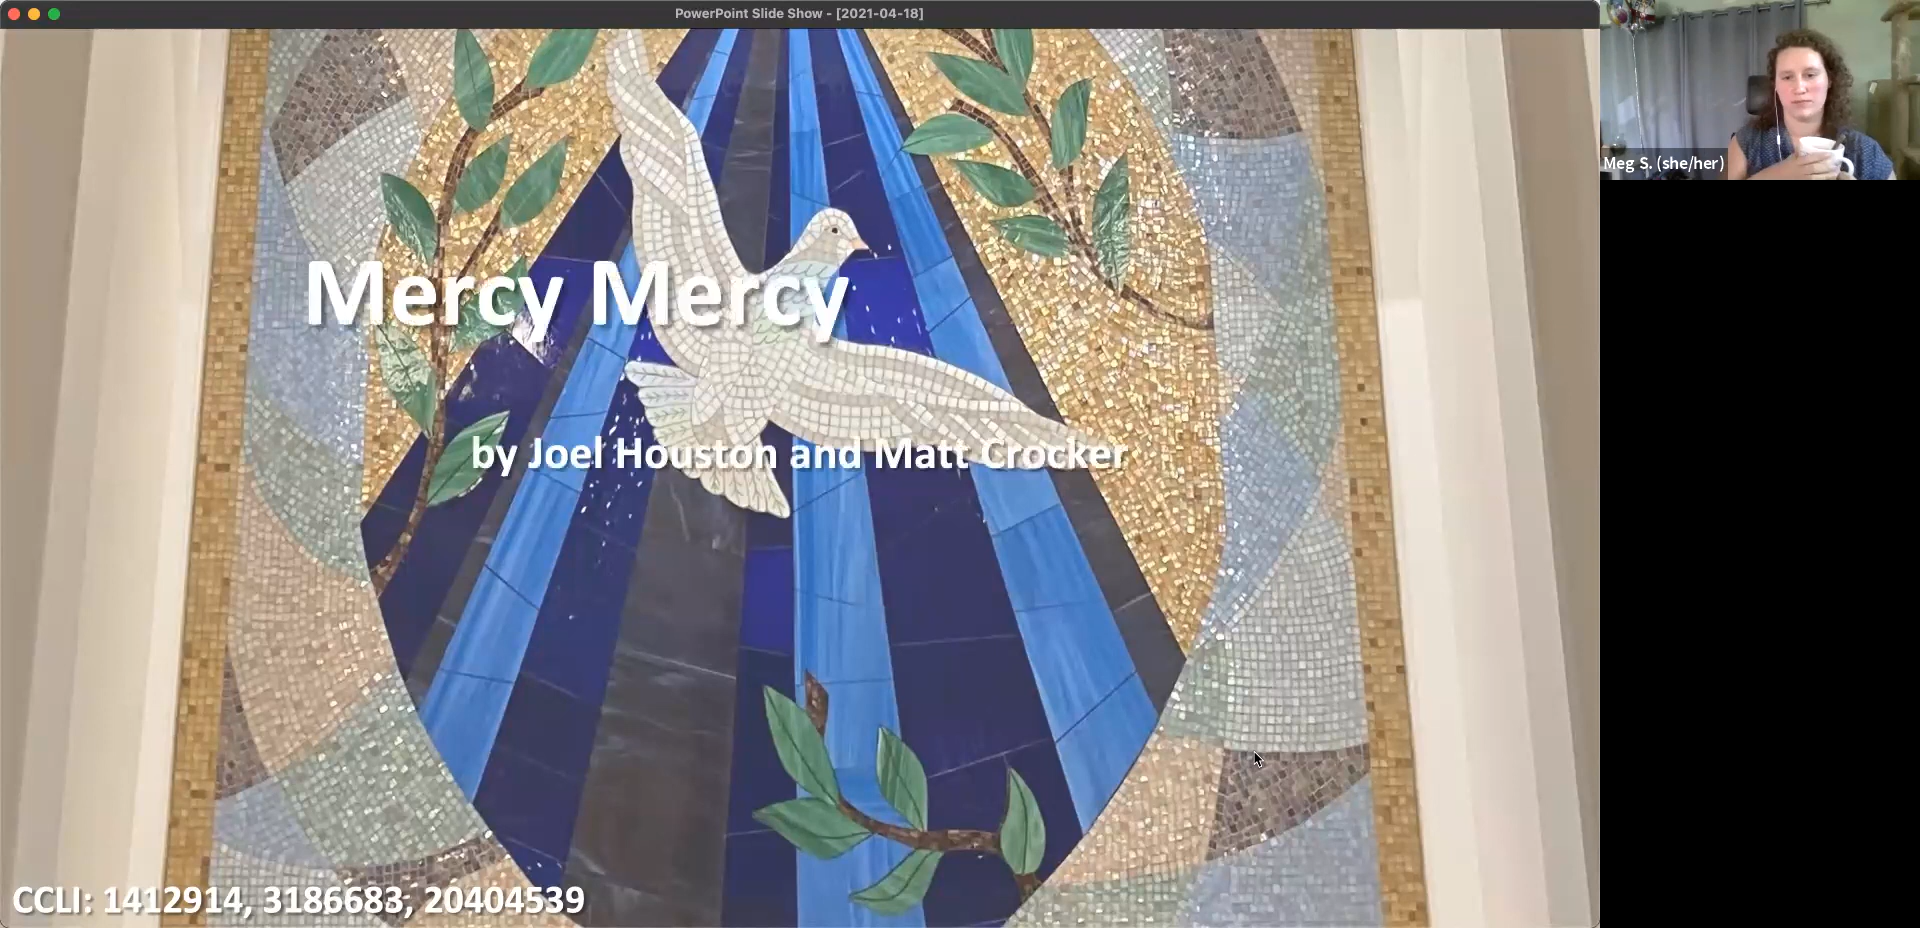 PowerPoint Slide Show - [2021-04-18]
Mercy Mercy
by Joel Houston and Matt Crocker
CCLI: 1412914, 3186683, 20404539
Meg S. (she/her)